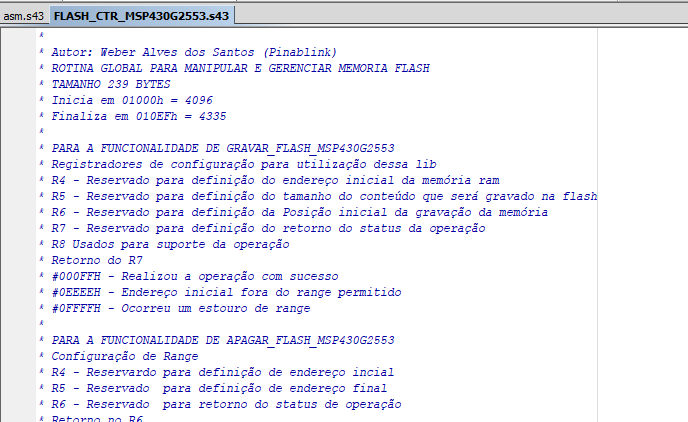 asm.s43 FLASH_CTR_MSP430G2553.s43
*
* Autor: Weber Alves dos Santos (Pinablink)
* ROTINA GLOBAL PARA MANIPULAR E GERENCIAR MEMORIA FLASH
* TAMANHO 239 BYTES
* Inicia em 01000h = 4096
* Finaliza em 010EFh = 4335
*
* PARA A FUNCIONALIDADE DE GRAVAR_FLASH_MSP430G2553
* Registradores de configuração para utilização dessa lib
* R4 - Reservado para definição do endereço inicial da memória ram
* R5 - Reservado para definição do tamanho do conteúdo que será gravado na flash
* R6 - Reservado para definição da Posição inicial da gravação da memória
* R7 - Reservado para definição do retorno do status da operação
* R8 Usados para suporte da operação
* Retorno do R7
* #000FFH - Realizou a operação com sucesso
* #0EEEEH - Endereço inicial fora do range permitido
* #0FFFFH - Ocorreu um estouro de range
*
* PARA A FUNCIONALIDADE DE APAGAR_FLASH_MSP430G2553
* Configuração de Range
* R4 - Reservardo para definição de endereço incial
* R5 - Reservado  para definição de endereço final
* R6 - Reservado  para retorno do status de operação
* Retorno no R6